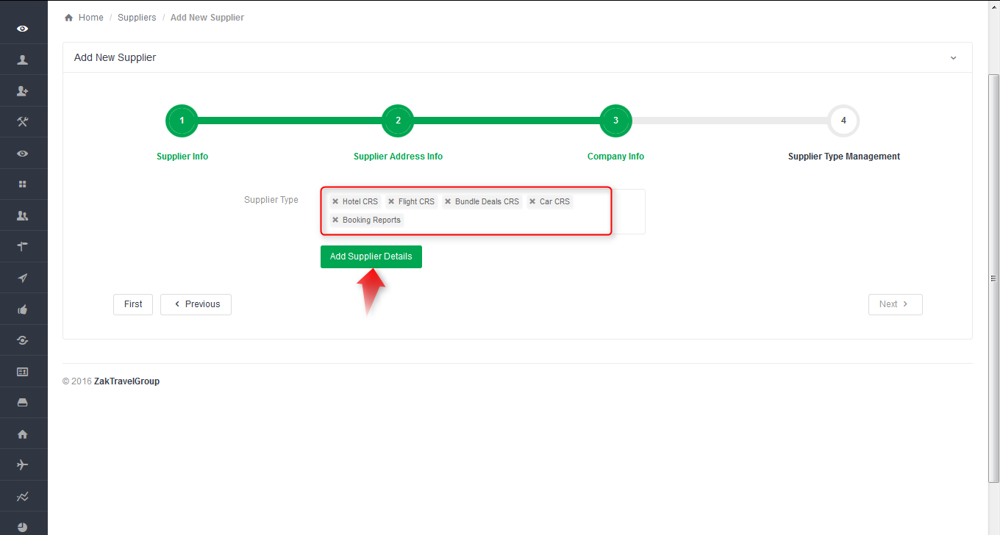 Home / Suppliers / Add New Supplier
Add New Supplier
1 2 3 4
Supplier Info Supplier Address Info Company Info Supplier Type Management
Supplier Type × Hotel CRS × Flight CRS × Bundle Deals CRS × Car CRS
× Booking Reports
Add Supplier Details
First Previous Next
© 2016 ZakTravelGroup